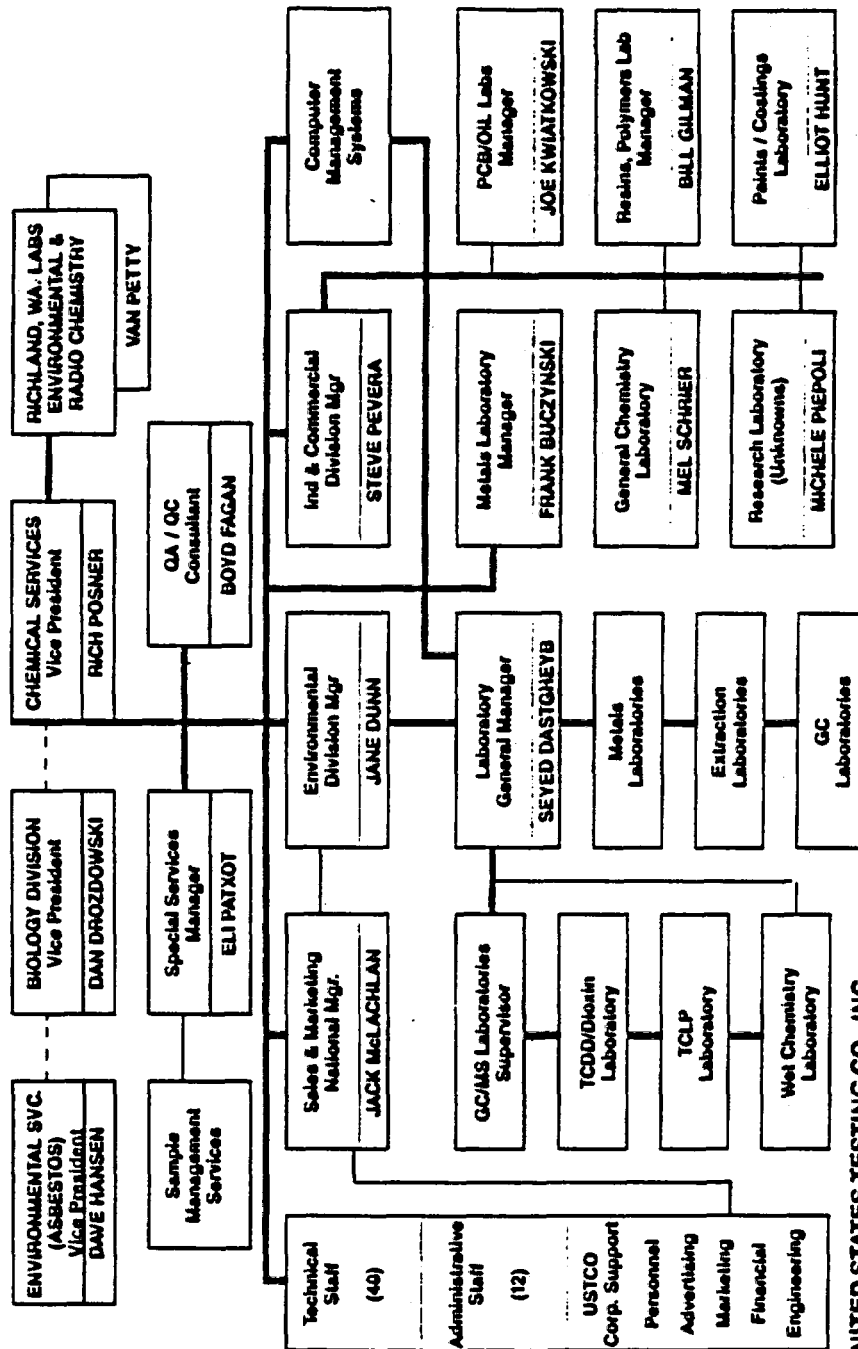 ENVIRONMENTAL SVC.
(ASBESTOS)
Vice President
DAVE HANSEN
BIOLOGY DIVISION
Vice President
DAN DROZDOWSKI
CHEMICAL SERVICES
Vice President
RICH POSNER
RICHLAND, WA. LABS
ENVIRONMENTAL &
RADIO CHEMISTRY
VAN PETTY
Sample
Management
Services
Special Services
Manager
ELI PATXOT
QA / QC
Consultant
BOYD FAGAN
Technical
Staff
(40)
Administrative
Staff
(12)
USTCO
Corp. Support
Personnel
Advertising
Marketing
Financial
Engineering
Sales & Marketing
National Mgr.
JACK McLACHLAN
Environmental
Division Mgr
JANE DUNN
Ind & Commercial
Division Mgr
STEVE PEVERA
Computer
Management
Systems
GC/MS Laboratories
Supervisor
Laboratory
General Manager
SEYED DASTGHEYB
Metals Laboratory
Manager
FRANK BUCZYNSKI
PCB/OIL Labs
Manager
JOE KWIATKOWSKI
TCDD/Dioxin
Laboratory
Metals
Laboratories
General Chemistry
Laboratory
MEL SCHRIER
Resins, Polymers Lab
Manager
BILL GILMAN
TCLP
Laboratory
Extraction
Laboratories
Research Laboratory
(Unknowns)
MICHELE PIEPOLI
Paints / Coatings
Laboratory
ELLIOT HUNT
Wet Chemistry
Laboratory
GC
Laboratories
UNITED STATES TESTING CO., INC.